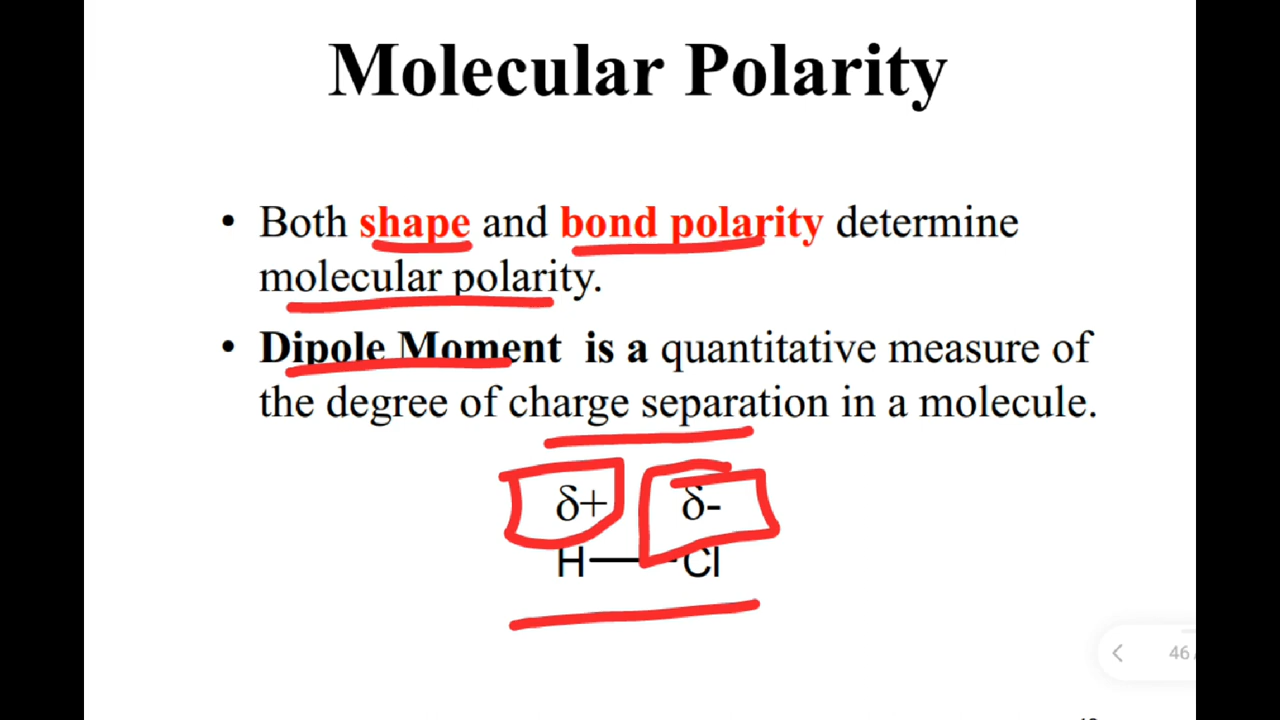 Molecular Polarity
• Both shape and bond polarity determine
molecular polarity.
• Dipole Moment is a quantitative measure of
the degree of charge separation in a molecule.
δ+ δ-
H—Cl
46